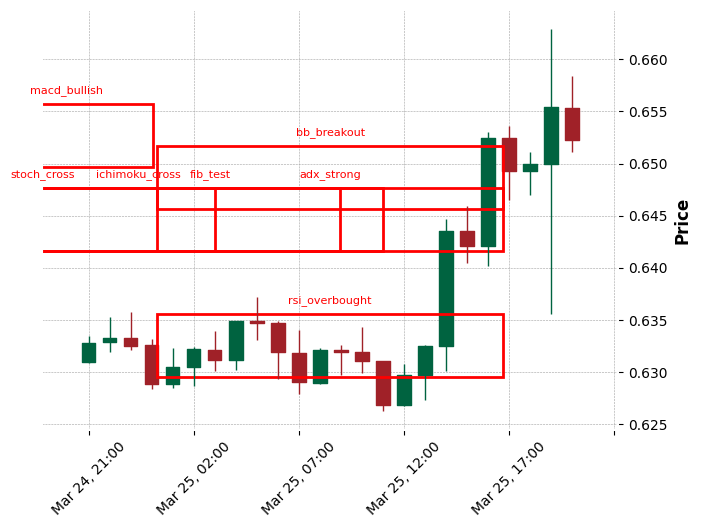 macd_bullish
bb_breakout
stoch_cross
ichimoku_cross
fib_test
adx_strong
rsi_overbought
0.660
0.655
0.650
0.645
0.640
0.635
0.630
0.625
Price
Mar 24, 21:00
Mar 25, 02:00
Mar 25, 07:00
Mar 25, 12:00
Mar 25, 17:00